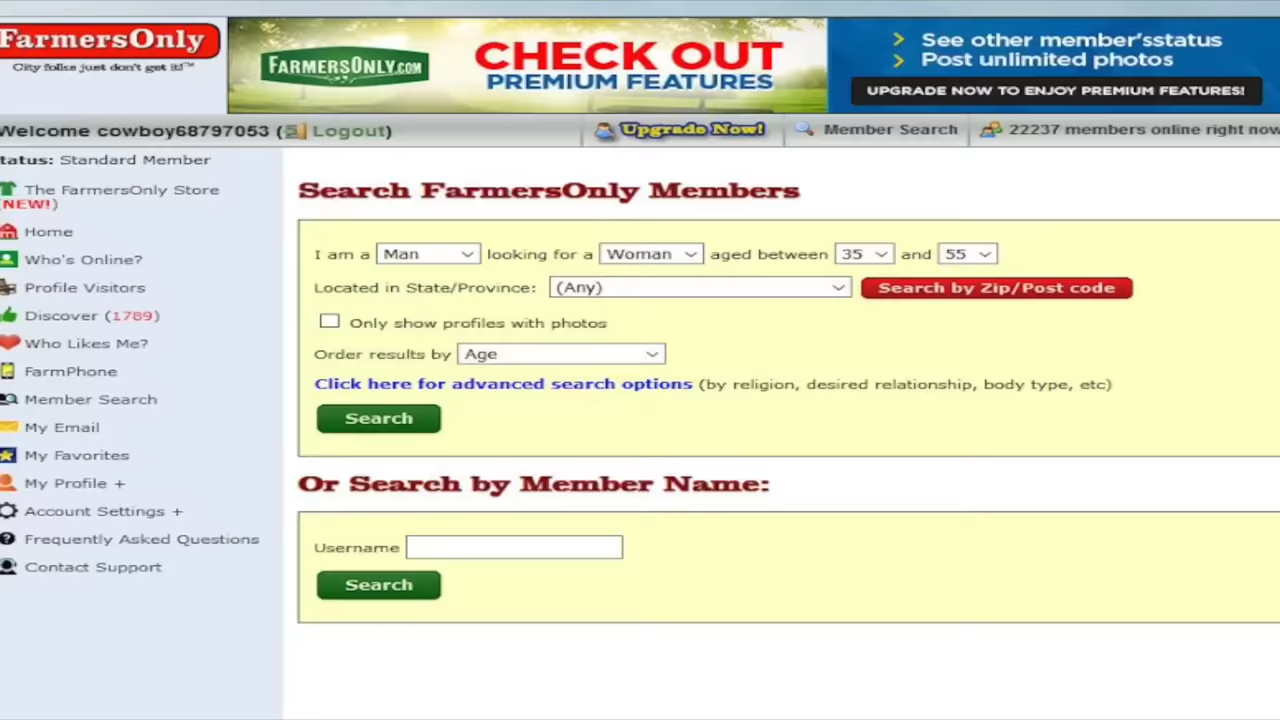 FarmersOnly
City folks just don't get it!™
FARMERSONLY.COM
CHECK OUT
PREMIUM FEATURES
See other member'sstatus
Post unlimited photos
UPGRADE NOW TO ENJOY PREMIUM FEATURES!
Welcome cowboy68797053 ( Logout)
Upgrade Now!
Member Search
22237 members online right now
tatus: Standard Member
The FarmersOnly Store
(NEW!)
Home
Who's Online?
Profile Visitors
Discover (1789)
Who Likes Me?
FarmPhone
Member Search
My Email
My Favorites
My Profile +
Account Settings +
Frequently Asked Questions
Contact Support
Search FarmersOnly Members
I am a Man looking for a Woman aged between 35 and 55
Located in State/Province: (Any) Search by Zip/Post code
Only show profiles with photos
Order results by Age
Click here for advanced search options (by religion, desired relationship, body type, etc)
Search
Or Search by Member Name:
Username
Search